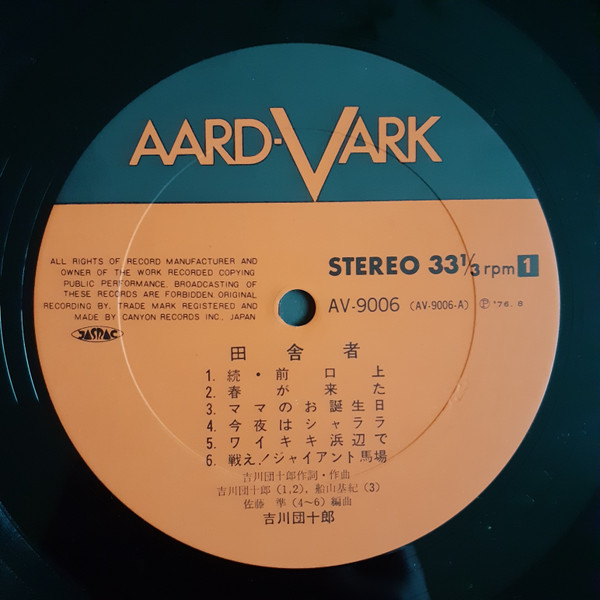 AARD-VARK
ALL RIGHTS OF RECORD MANUFACTURER AND
OWNER OF THE WORK RECORDED COPYING
PUBLIC PERFORMANCE, BROADCASTING OF
THESE RECORDS ARE FORBIDDEN ORIGINAL
RECORDING BY, TRADE MARK REGISTERED AND
MADE BY CANYON RECORDS INC., JAPAN
JASRAC
STEREO 33 1/3 rpm 1
AV-9006 (AV-9006-A) Ⓟ '76. 8
田舎者
1. 続・前口上
2. 春が来た
3. ママのお誕生日
4. 今夜はシャララ
5. ワイキキ浜辺で
6. 戦え!ジャイアント馬場
吉川団十郎作詞・作曲
吉川団十郎(1,2), 船山基紀(3)
佐藤 準(4~6)編曲
吉川団十郎